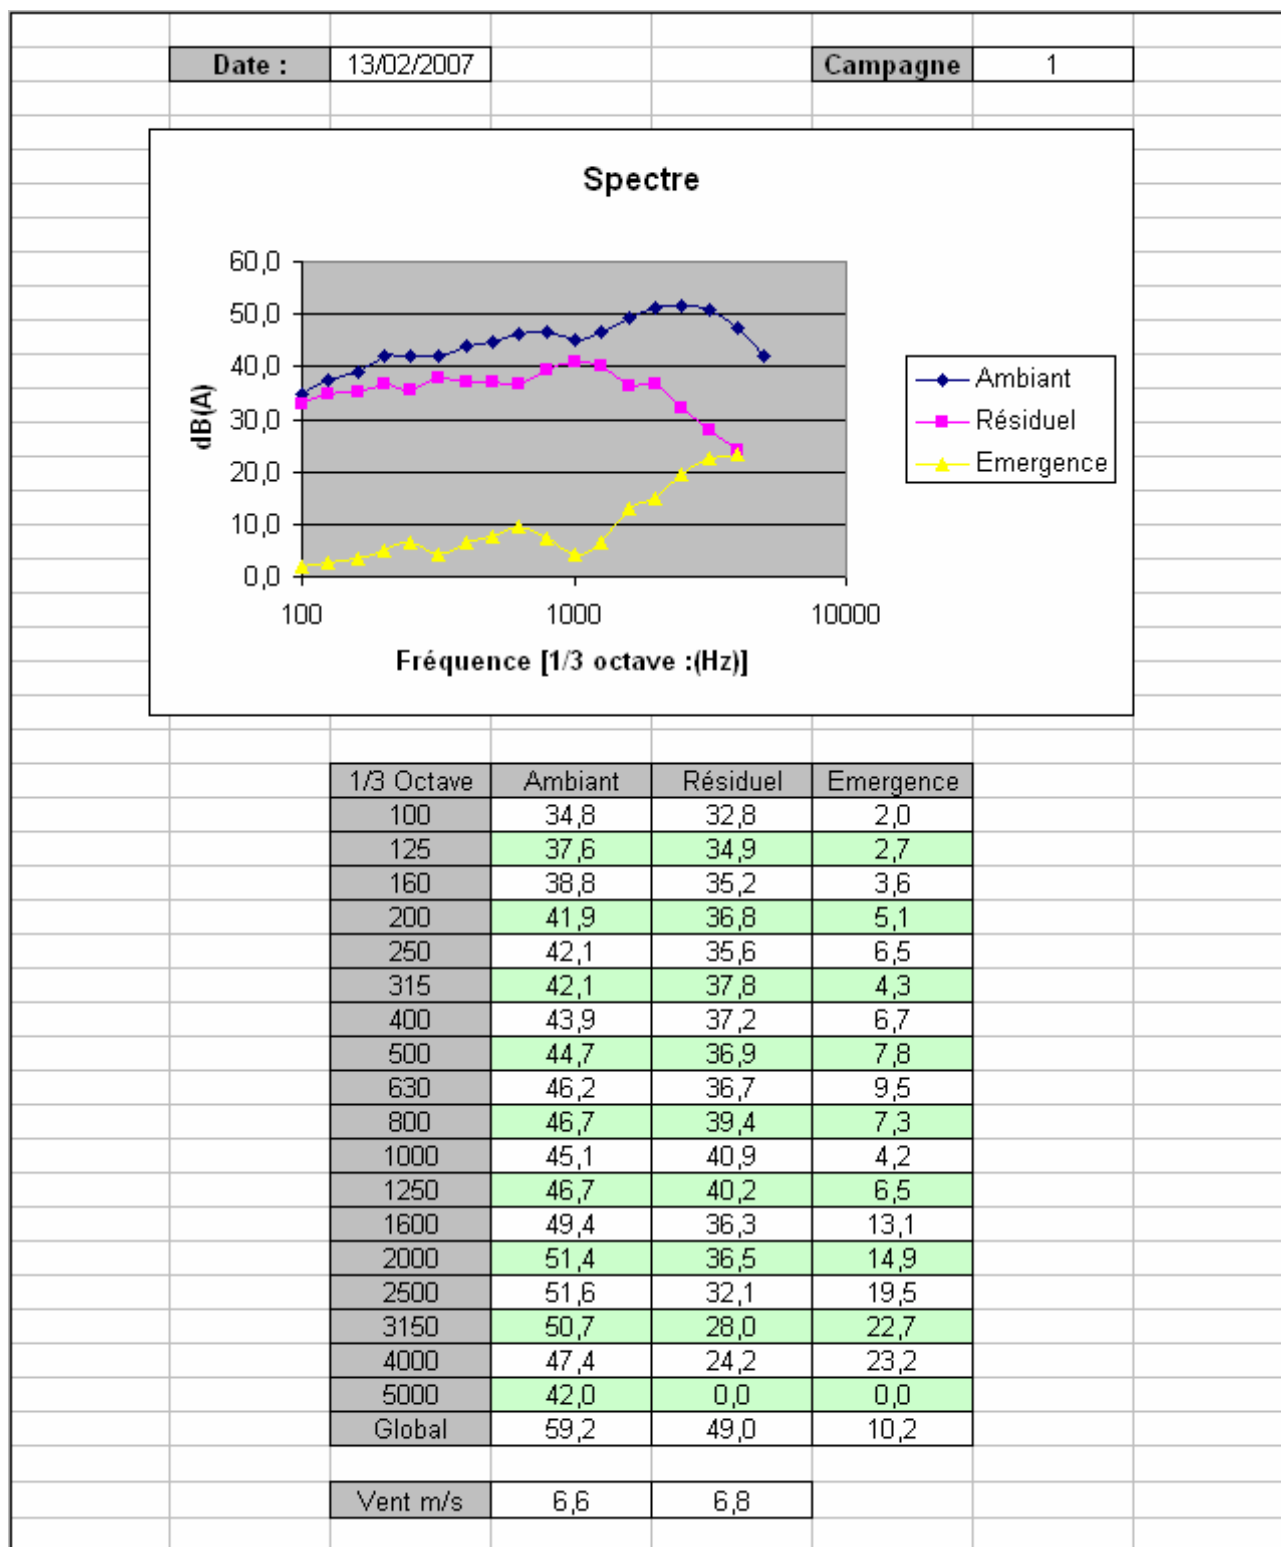 Date : 13/02/2007 Campagne 1
Spectre
60,0
50,0
40,0
30,0
20,0
10,0
0,0
dB(A)
100 1000 10000
Fréquence [1/3 octave :(Hz)]
Ambiant
Résiduel
Emergence
1/3 Octave Ambiant Résiduel Emergence
100 34,8 32,8 2,0
125 37,6 34,9 2,7
160 38,8 35,2 3,6
200 41,9 36,8 5,1
250 42,1 35,6 6,5
315 42,1 37,8 4,3
400 43,9 37,2 6,7
500 44,7 36,9 7,8
630 46,2 36,7 9,5
800 46,7 39,4 7,3
1000 45,1 40,9 4,2
1250 46,7 40,2 6,5
1600 49,4 36,3 13,1
2000 51,4 36,5 14,9
2500 51,6 32,1 19,5
3150 50,7 28,0 22,7
4000 47,4 24,2 23,2
5000 42,0 0,0 0,0
Global 59,2 49,0 10,2
Vent m/s 6,6 6,8